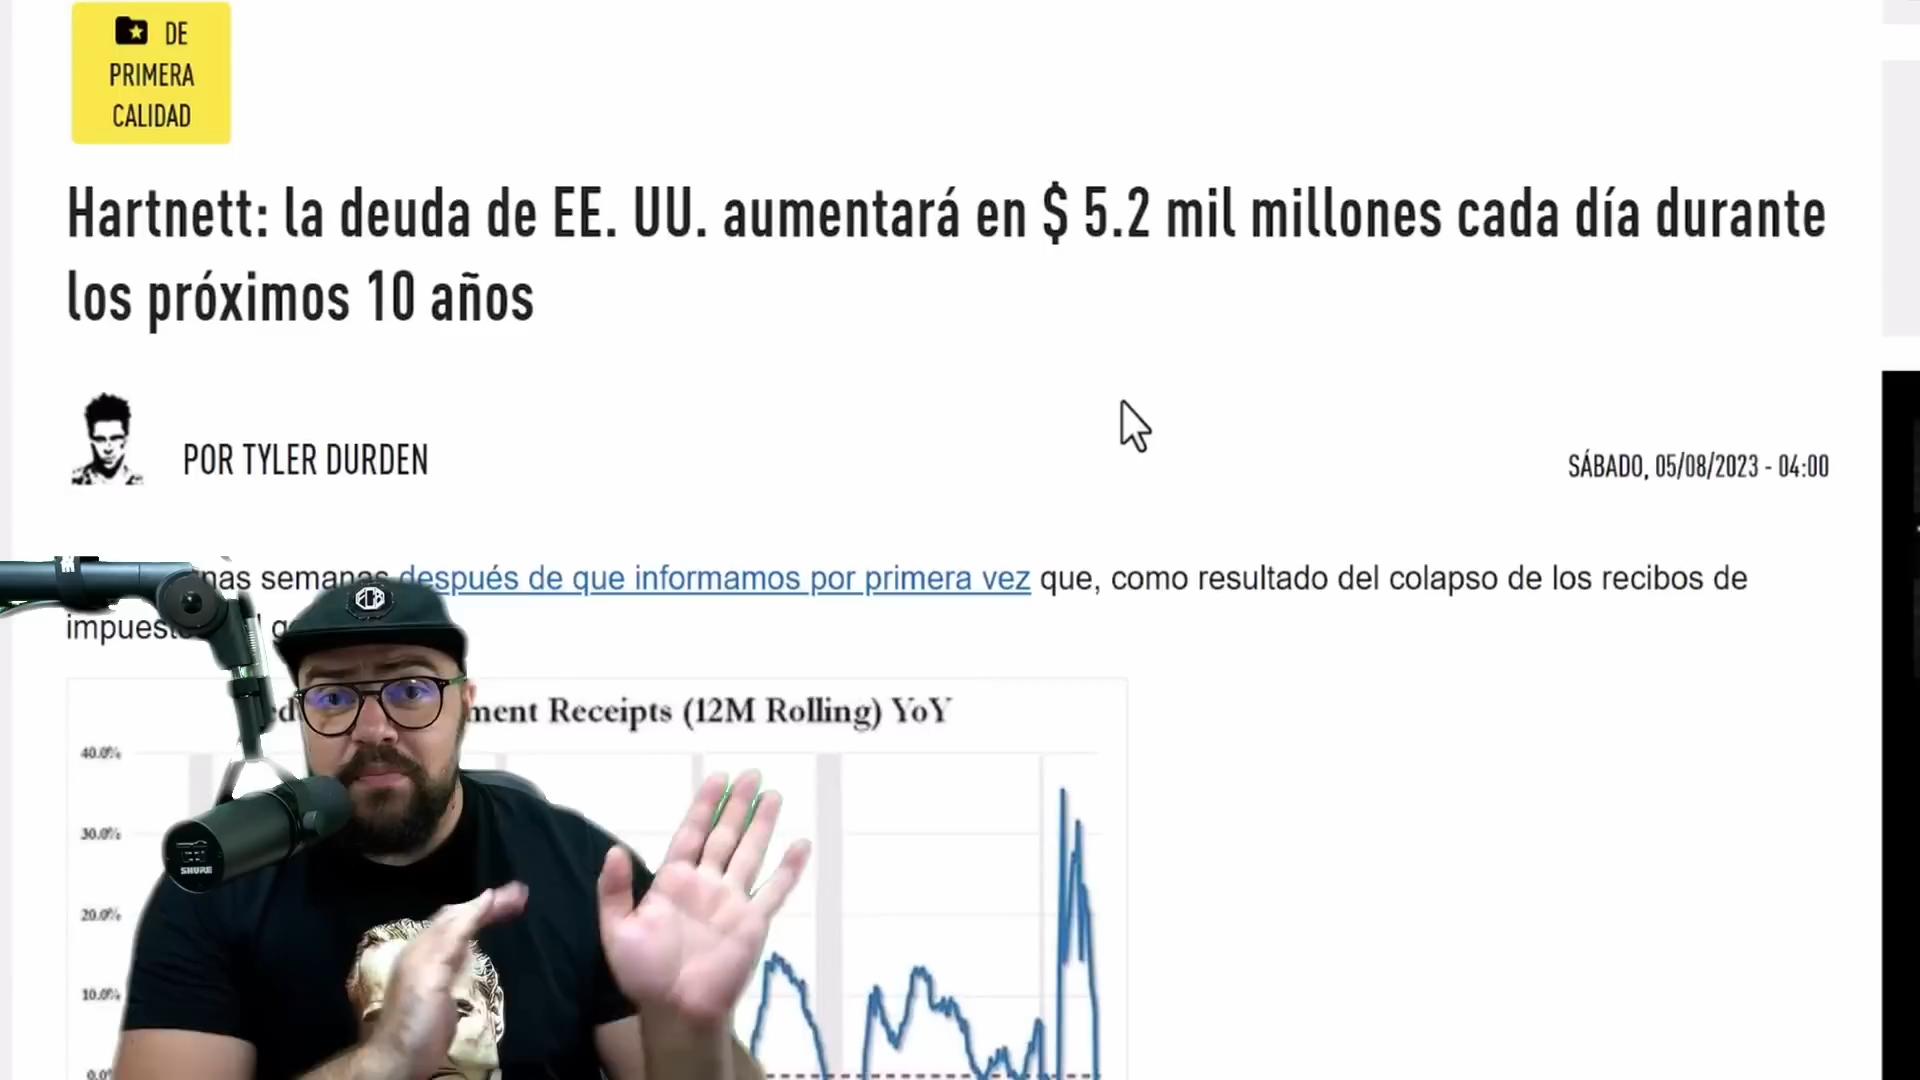 DE
PRIMERA
CALIDAD
Hartnett: la deuda de EE. UU. aumentará en $ 5.2 mil millones cada día durante
los próximos 10 años
POR TYLER DURDEN
SÁBADO, 05/08/2023 - 04:00
semanas después de que informamos por primera vez que, como resultado del colapso de los recibos de
Receipts (12M Rolling) YoY
40.0%
30.0%
20.0%
10.0%
SHURE